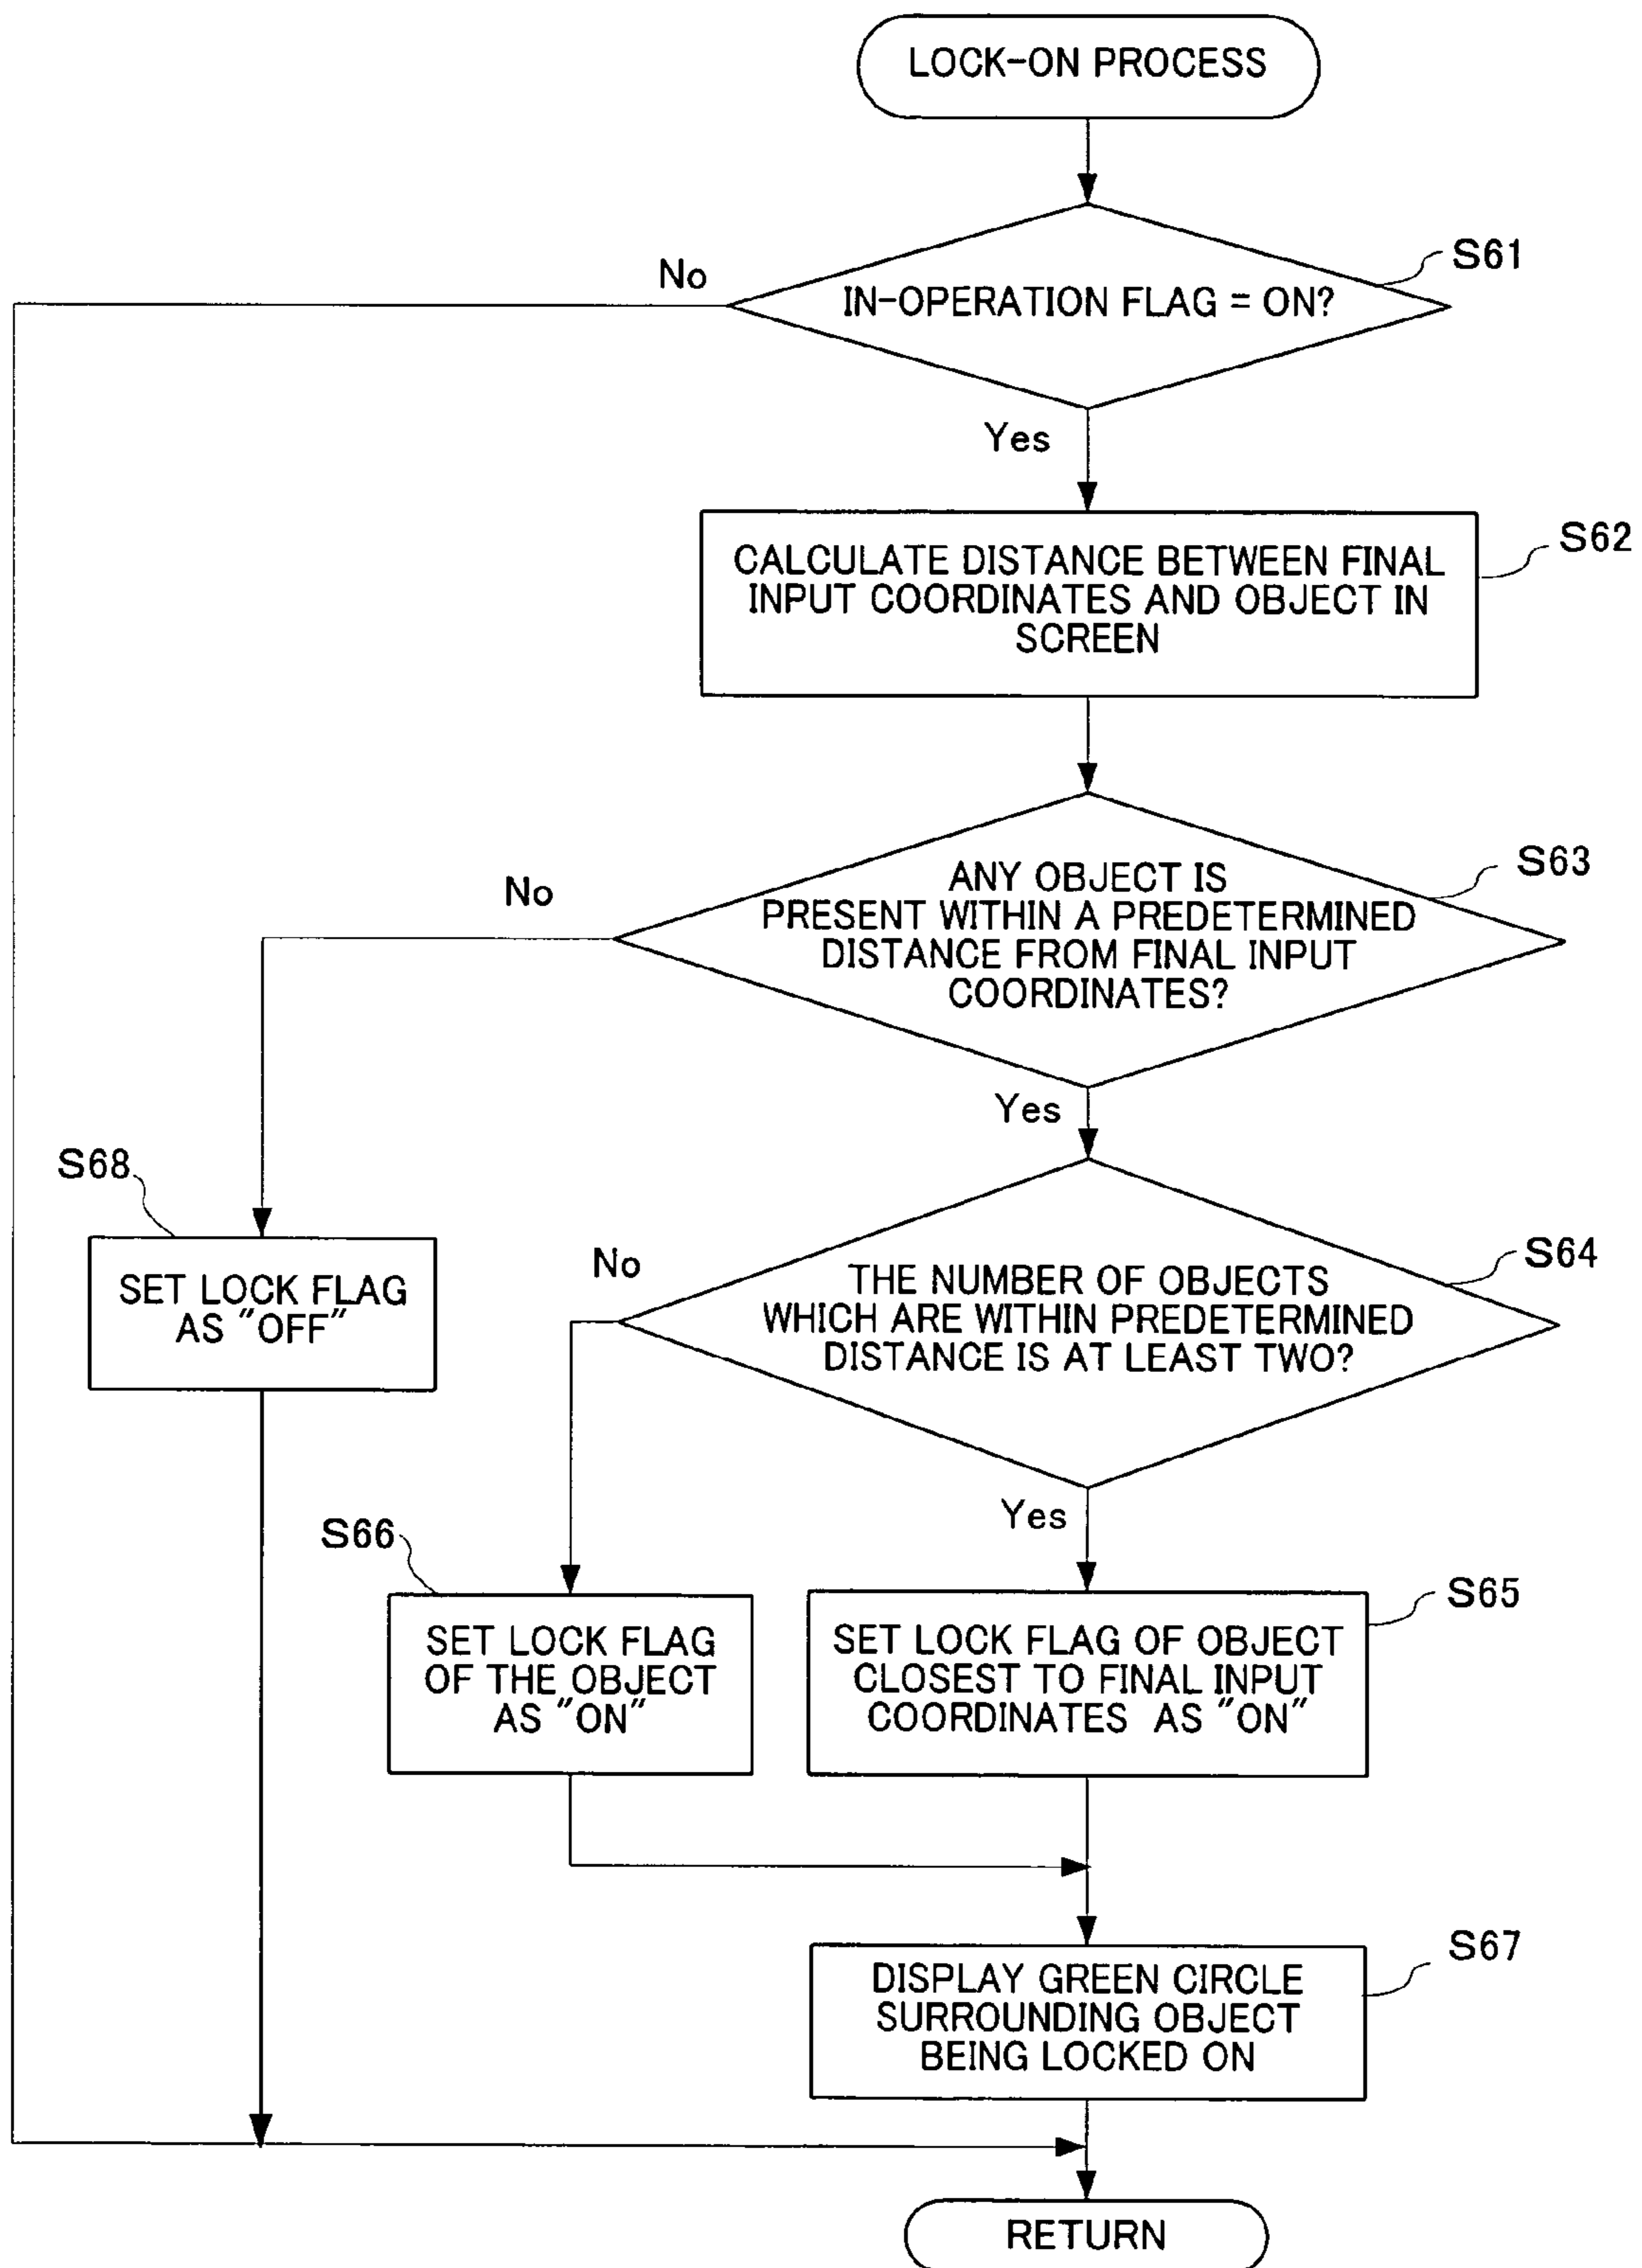 LOCK-ON PROCESS
S61
No
IN-OPERATION FLAG = ON?
Yes
S62
CALCULATE DISTANCE BETWEEN FINAL
INPUT COORDINATES AND OBJECT IN
SCREEN
S63
No
ANY OBJECT IS
PRESENT WITHIN A PREDETERMINED
DISTANCE FROM FINAL INPUT
COORDINATES?
Yes
S68
SET LOCK FLAG
AS "OFF"
S64
No
THE NUMBER OF OBJECTS
WHICH ARE WITHIN PREDETERMINED
DISTANCE IS AT LEAST TWO?
Yes
S66
SET LOCK FLAG
OF THE OBJECT
AS "ON"
S65
SET LOCK FLAG OF OBJECT
CLOSEST TO FINAL INPUT
COORDINATES AS "ON"
S67
DISPLAY GREEN CIRCLE
SURROUNDING OBJECT
BEING LOCKED ON
RETURN